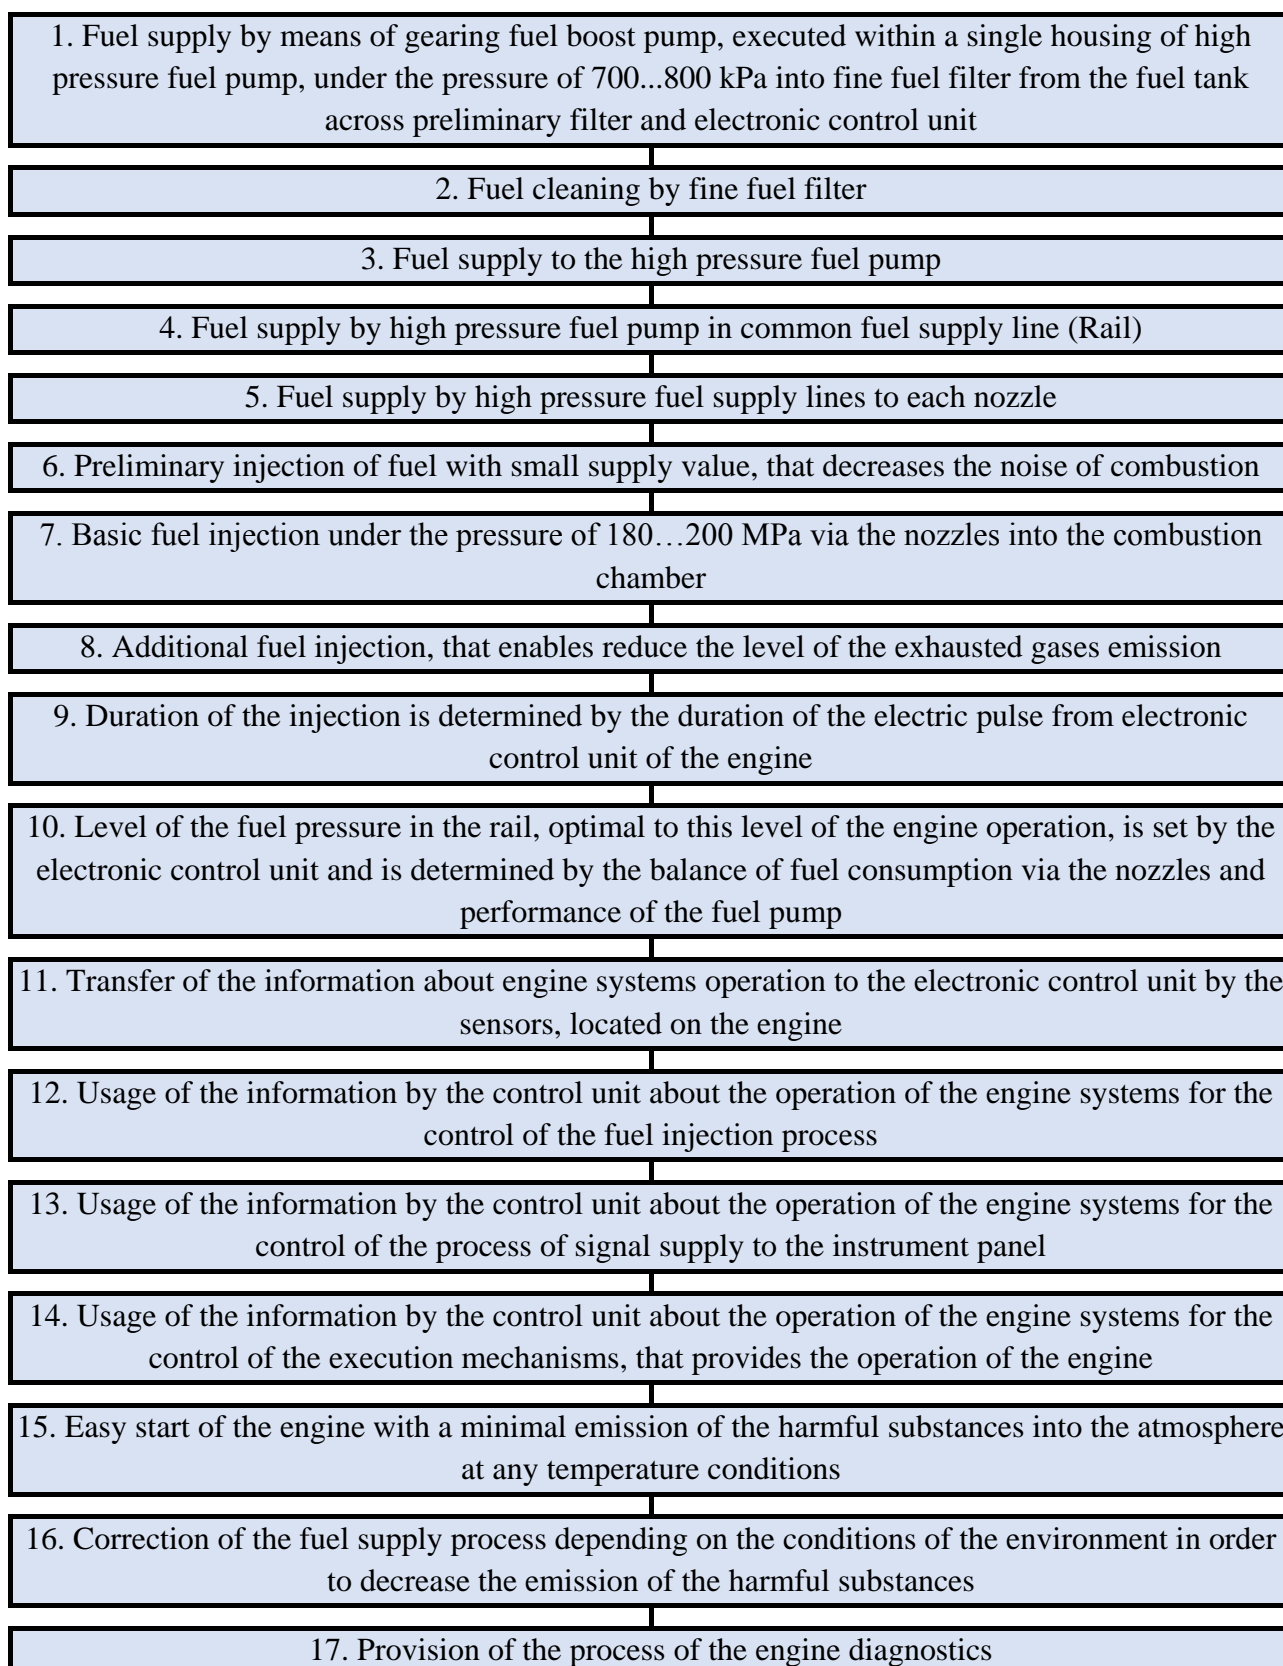 1. Fuel supply by means of gearing fuel boost pump, executed within a single housing of high
pressure fuel pump, under the pressure of 700...800 kPa into fine fuel filter from the fuel tank
across preliminary filter and electronic control unit
2. Fuel cleaning by fine fuel filter
3. Fuel supply to the high pressure fuel pump
4. Fuel supply by high pressure fuel pump in common fuel supply line (Rail)
5. Fuel supply by high pressure fuel supply lines to each nozzle
6. Preliminary injection of fuel with small supply value, that decreases the noise of combustion
7. Basic fuel injection under the pressure of 180…200 MPa via the nozzles into the combustion
chamber
8. Additional fuel injection, that enables reduce the level of the exhausted gases emission
9. Duration of the injection is determined by the duration of the electric pulse from electronic
control unit of the engine
10. Level of the fuel pressure in the rail, optimal to this level of the engine operation, is set by the
electronic control unit and is determined by the balance of fuel consumption via the nozzles and
performance of the fuel pump
11. Transfer of the information about engine systems operation to the electronic control unit by the
sensors, located on the engine
12. Usage of the information by the control unit about the operation of the engine systems for the
control of the fuel injection process
13. Usage of the information by the control unit about the operation of the engine systems for the
control of the process of signal supply to the instrument panel
14. Usage of the information by the control unit about the operation of the engine systems for the
control of the execution mechanisms, that provides the operation of the engine
15. Easy start of the engine with a minimal emission of the harmful substances into the atmosphere
at any temperature conditions
16. Correction of the fuel supply process depending on the conditions of the environment in order
to decrease the emission of the harmful substances
17. Provision of the process of the engine diagnostics